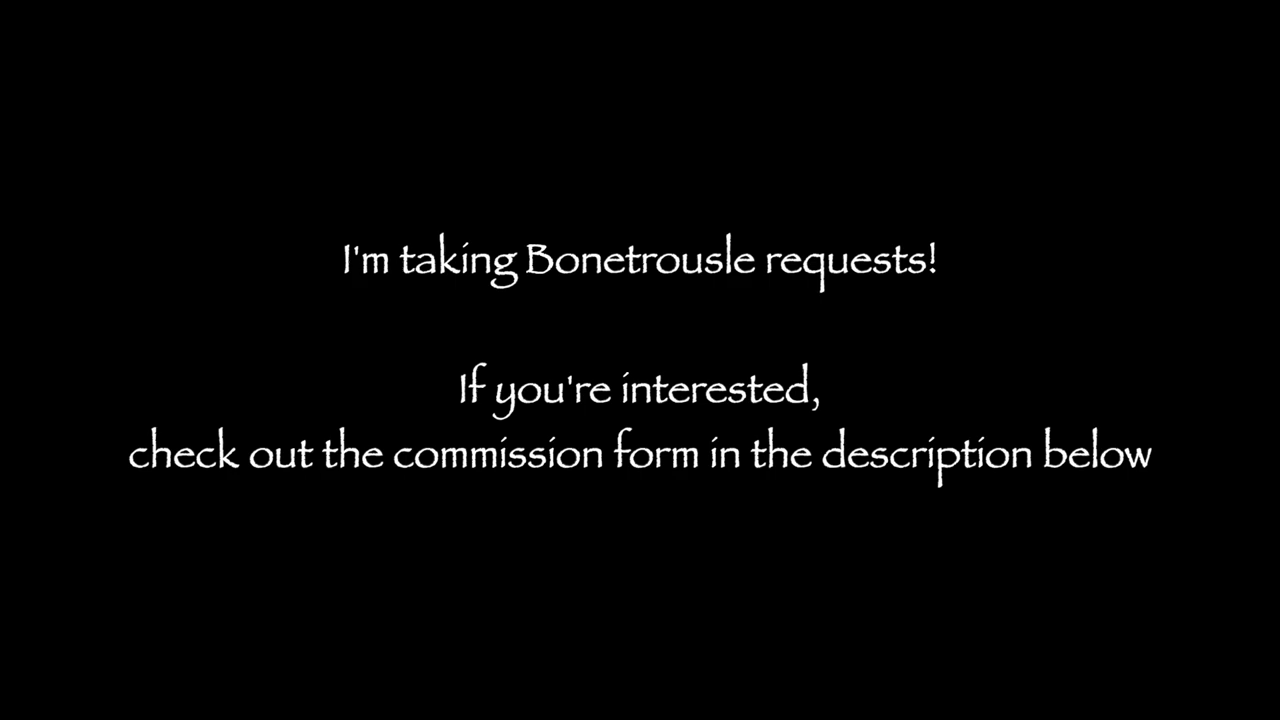 I'm taking Bonetrousle requests!
If you're interested,
check out the commission form in the description below